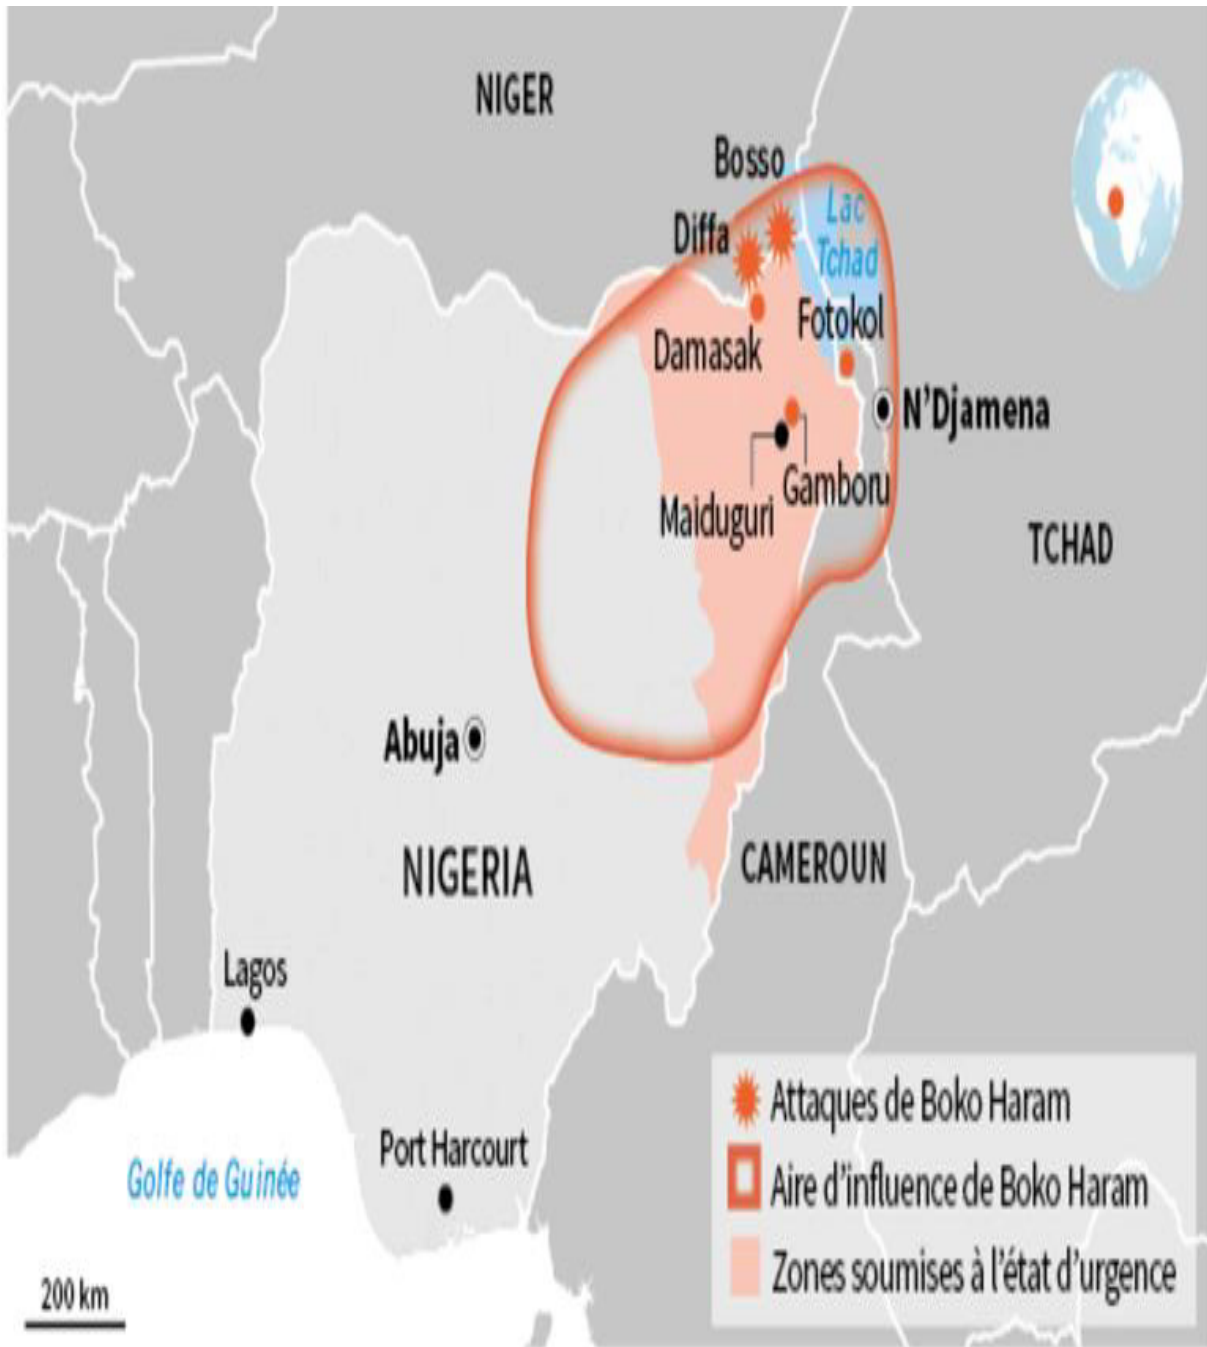 NIGER
Bosso
Lac
Tchad
Diffa
Fotokol
Damasak
N'Djamena
Gamboru
Maiduguri
TCHAD
Abuja
NIGERIA
CAMEROUN
Lagos
Port Harcourt
Golfe de Guinée
200 km
Attaques de Boko Haram
Aire d'influence de Boko Haram
Zones soumises à l'état d'urgence